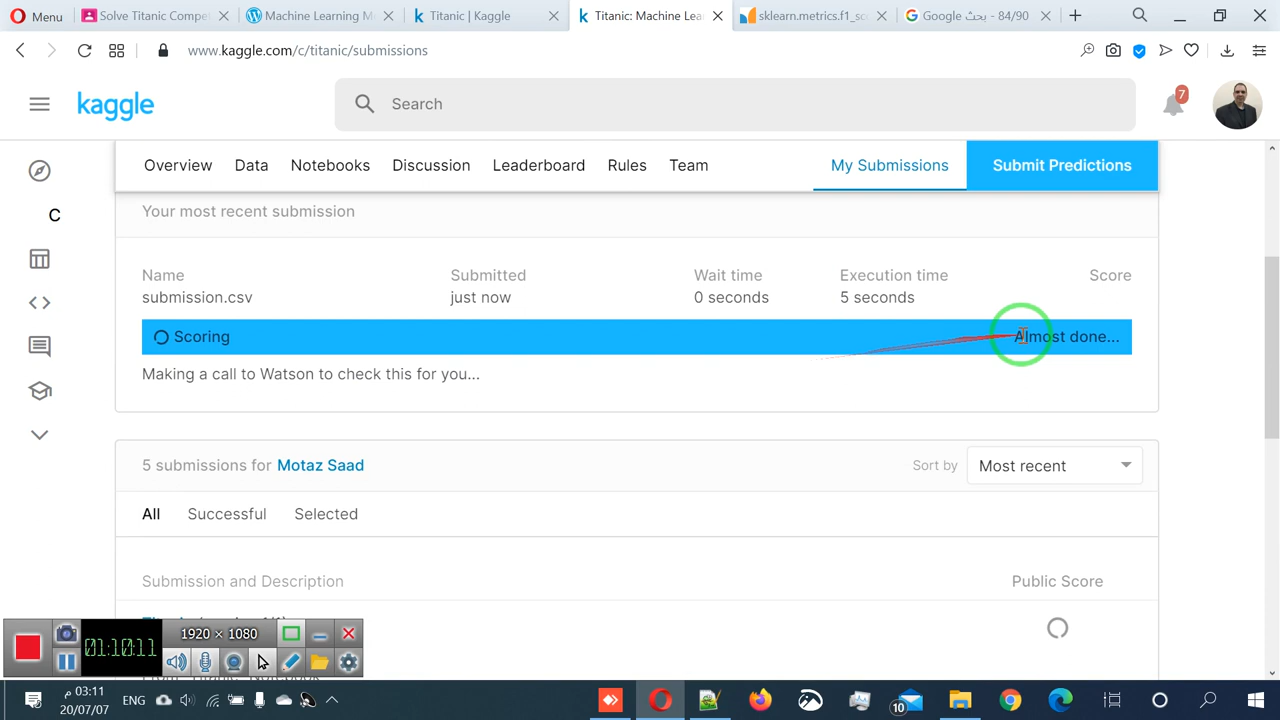 Menu
Solve Titanic Compe
Machine Learning M
Titanic | Kaggle
Titanic: Machine Lea
sklearn.metrics.f1_sc
84/90 - بحث Google
www.kaggle.com/c/titanic/submissions
kaggle
Search
7
Overview
Data
Notebooks
Discussion
Leaderboard
Rules
Team
My Submissions
Submit Predictions
C
Your most recent submission
Name
Submitted
Wait time
Execution time
Score
submission.csv
just now
0 seconds
5 seconds
Scoring
Almost done...
Making a call to Watson to check this for you...
5 submissions for Motaz Saad
Sort by
Most recent
All
Successful
Selected
Submission and Description
Public Score
01:10:11
1920 × 1080
ENG
03:11 م
20/07/07
10